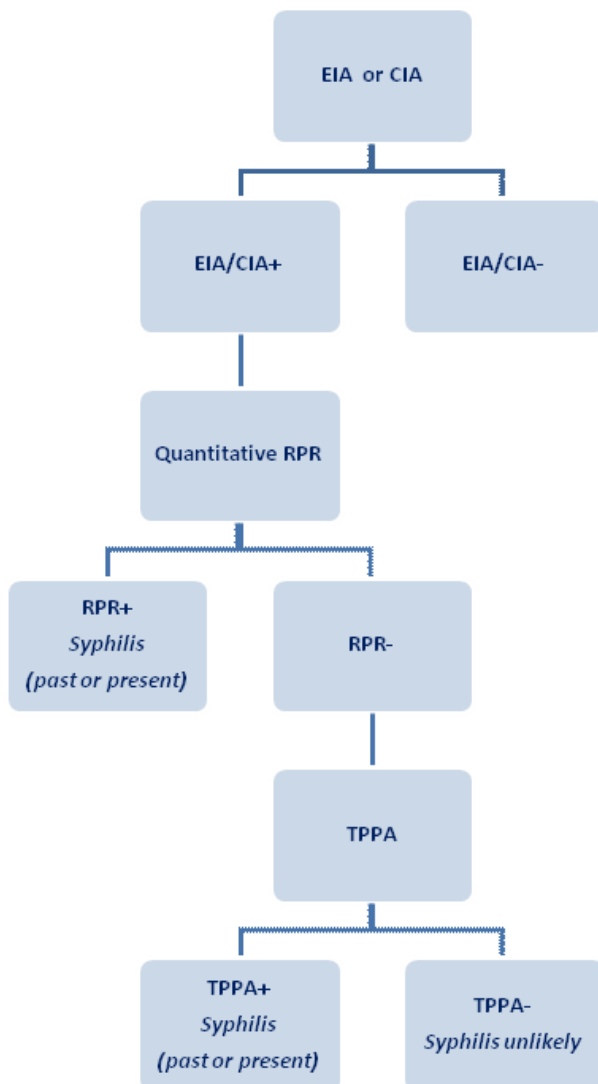 EIA or CIA
EIA/CIA+
EIA/CIA-
Quantitative RPR
RPR+
Syphilis
(past or present)
RPR-
TPPA
TPPA+
Syphilis
(past or present)
TPPA-
Syphilis unlikely